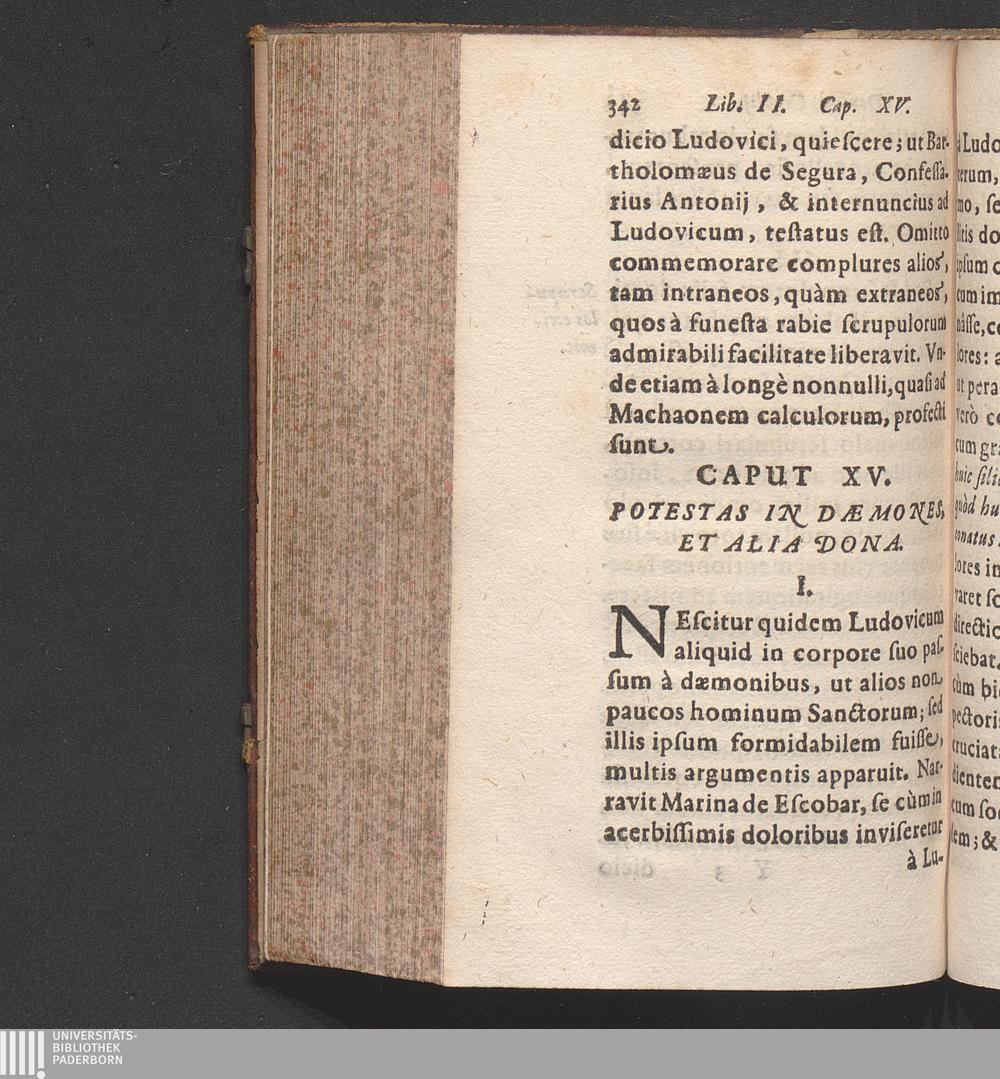 342 Lib. II. Cap. XV.
dicio Ludovici, quieſcere; ut Bar-
tholomæus de Segura, Confeſſa-
rius Antonij, & internuncius ad
Ludovicum, teſtatus eſt. Omitto
commemorare complures alios,
tam intraneos, quàm extraneos,
quos à funeſta rabie ſcrupulorum
admirabili facilitate liberavit. Vn-
de etiam à longè nonnulli, quaſi ad
Machaonem calculorum, profecti
ſunt.
CAPUT XV.
POTESTAS IN DÆMONES,
ET ALIA DONA.
I.
NEſcitur quidem Ludovicum
aliquid in corpore ſuo paſ-
ſum à dæmonibus, ut alios non
paucos hominum Sanctorum; ſed
illis ipſum formidabilem fuiſſe,
multis argumentis apparuit. Nar-
ravit Marina de Eſcobar, ſe cùm in
acerbiſſimis doloribus inviſeretur
à Lu-
UNIVERSITÄTS-
BIBLIOTHEK
PADERBORN